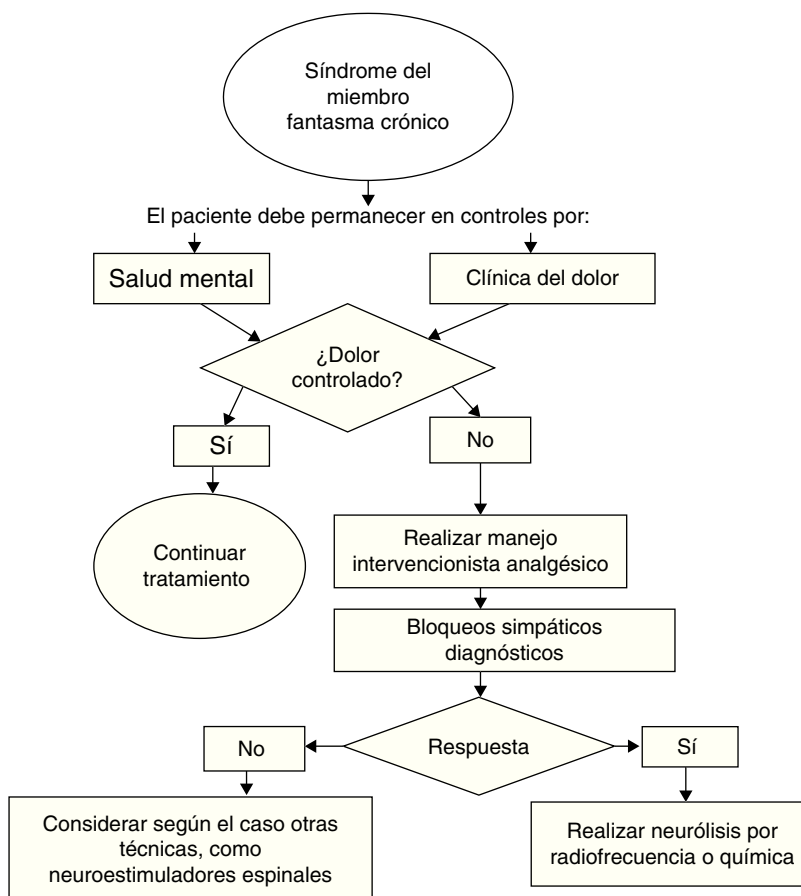 Síndrome del
miembro
fantasma crónico
El paciente debe permanecer en controles por:
Salud mental
Clínica del dolor
¿Dolor
controlado?
Sí
No
Continuar
tratamiento
Realizar manejo
intervencionista analgésico
Bloqueos simpáticos
diagnósticos
Respuesta
No
Sí
Considerar según el caso otras
técnicas, como
neuroestimuladores espinales
Realizar neurólisis por
radiofrecuencia o química